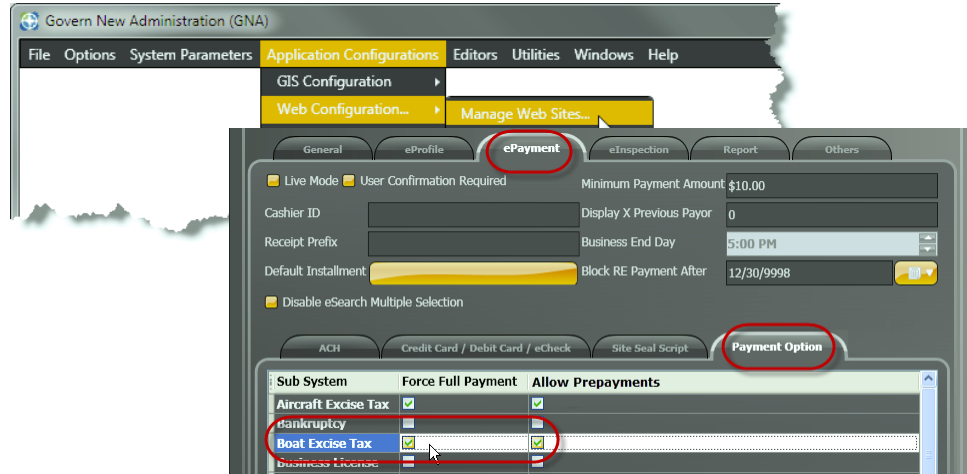 Govern New Administration (GNA)
File Options System Parameters Application Configurations Editors Utilities Windows Help
GIS Configuration
Web Configuration...
Manage Web Sites...
General eProfile ePayment eInspection Report Others
Live Mode User Confirmation Required
Minimum Payment Amount $10.00
Cashier ID
Display X Previous Payor 0
Receipt Prefix
Business End Day 5:00 PM
Default Installment
Block RE Payment After 12/30/9998
Disable eSearch Multiple Selection
ACH Credit Card / Debit Card / eCheck Site Seal Script Payment Option
Sub System Force Full Payment Allow Prepayments
Aircraft Excise Tax
Bankruptcy
Boat Excise Tax
Business License